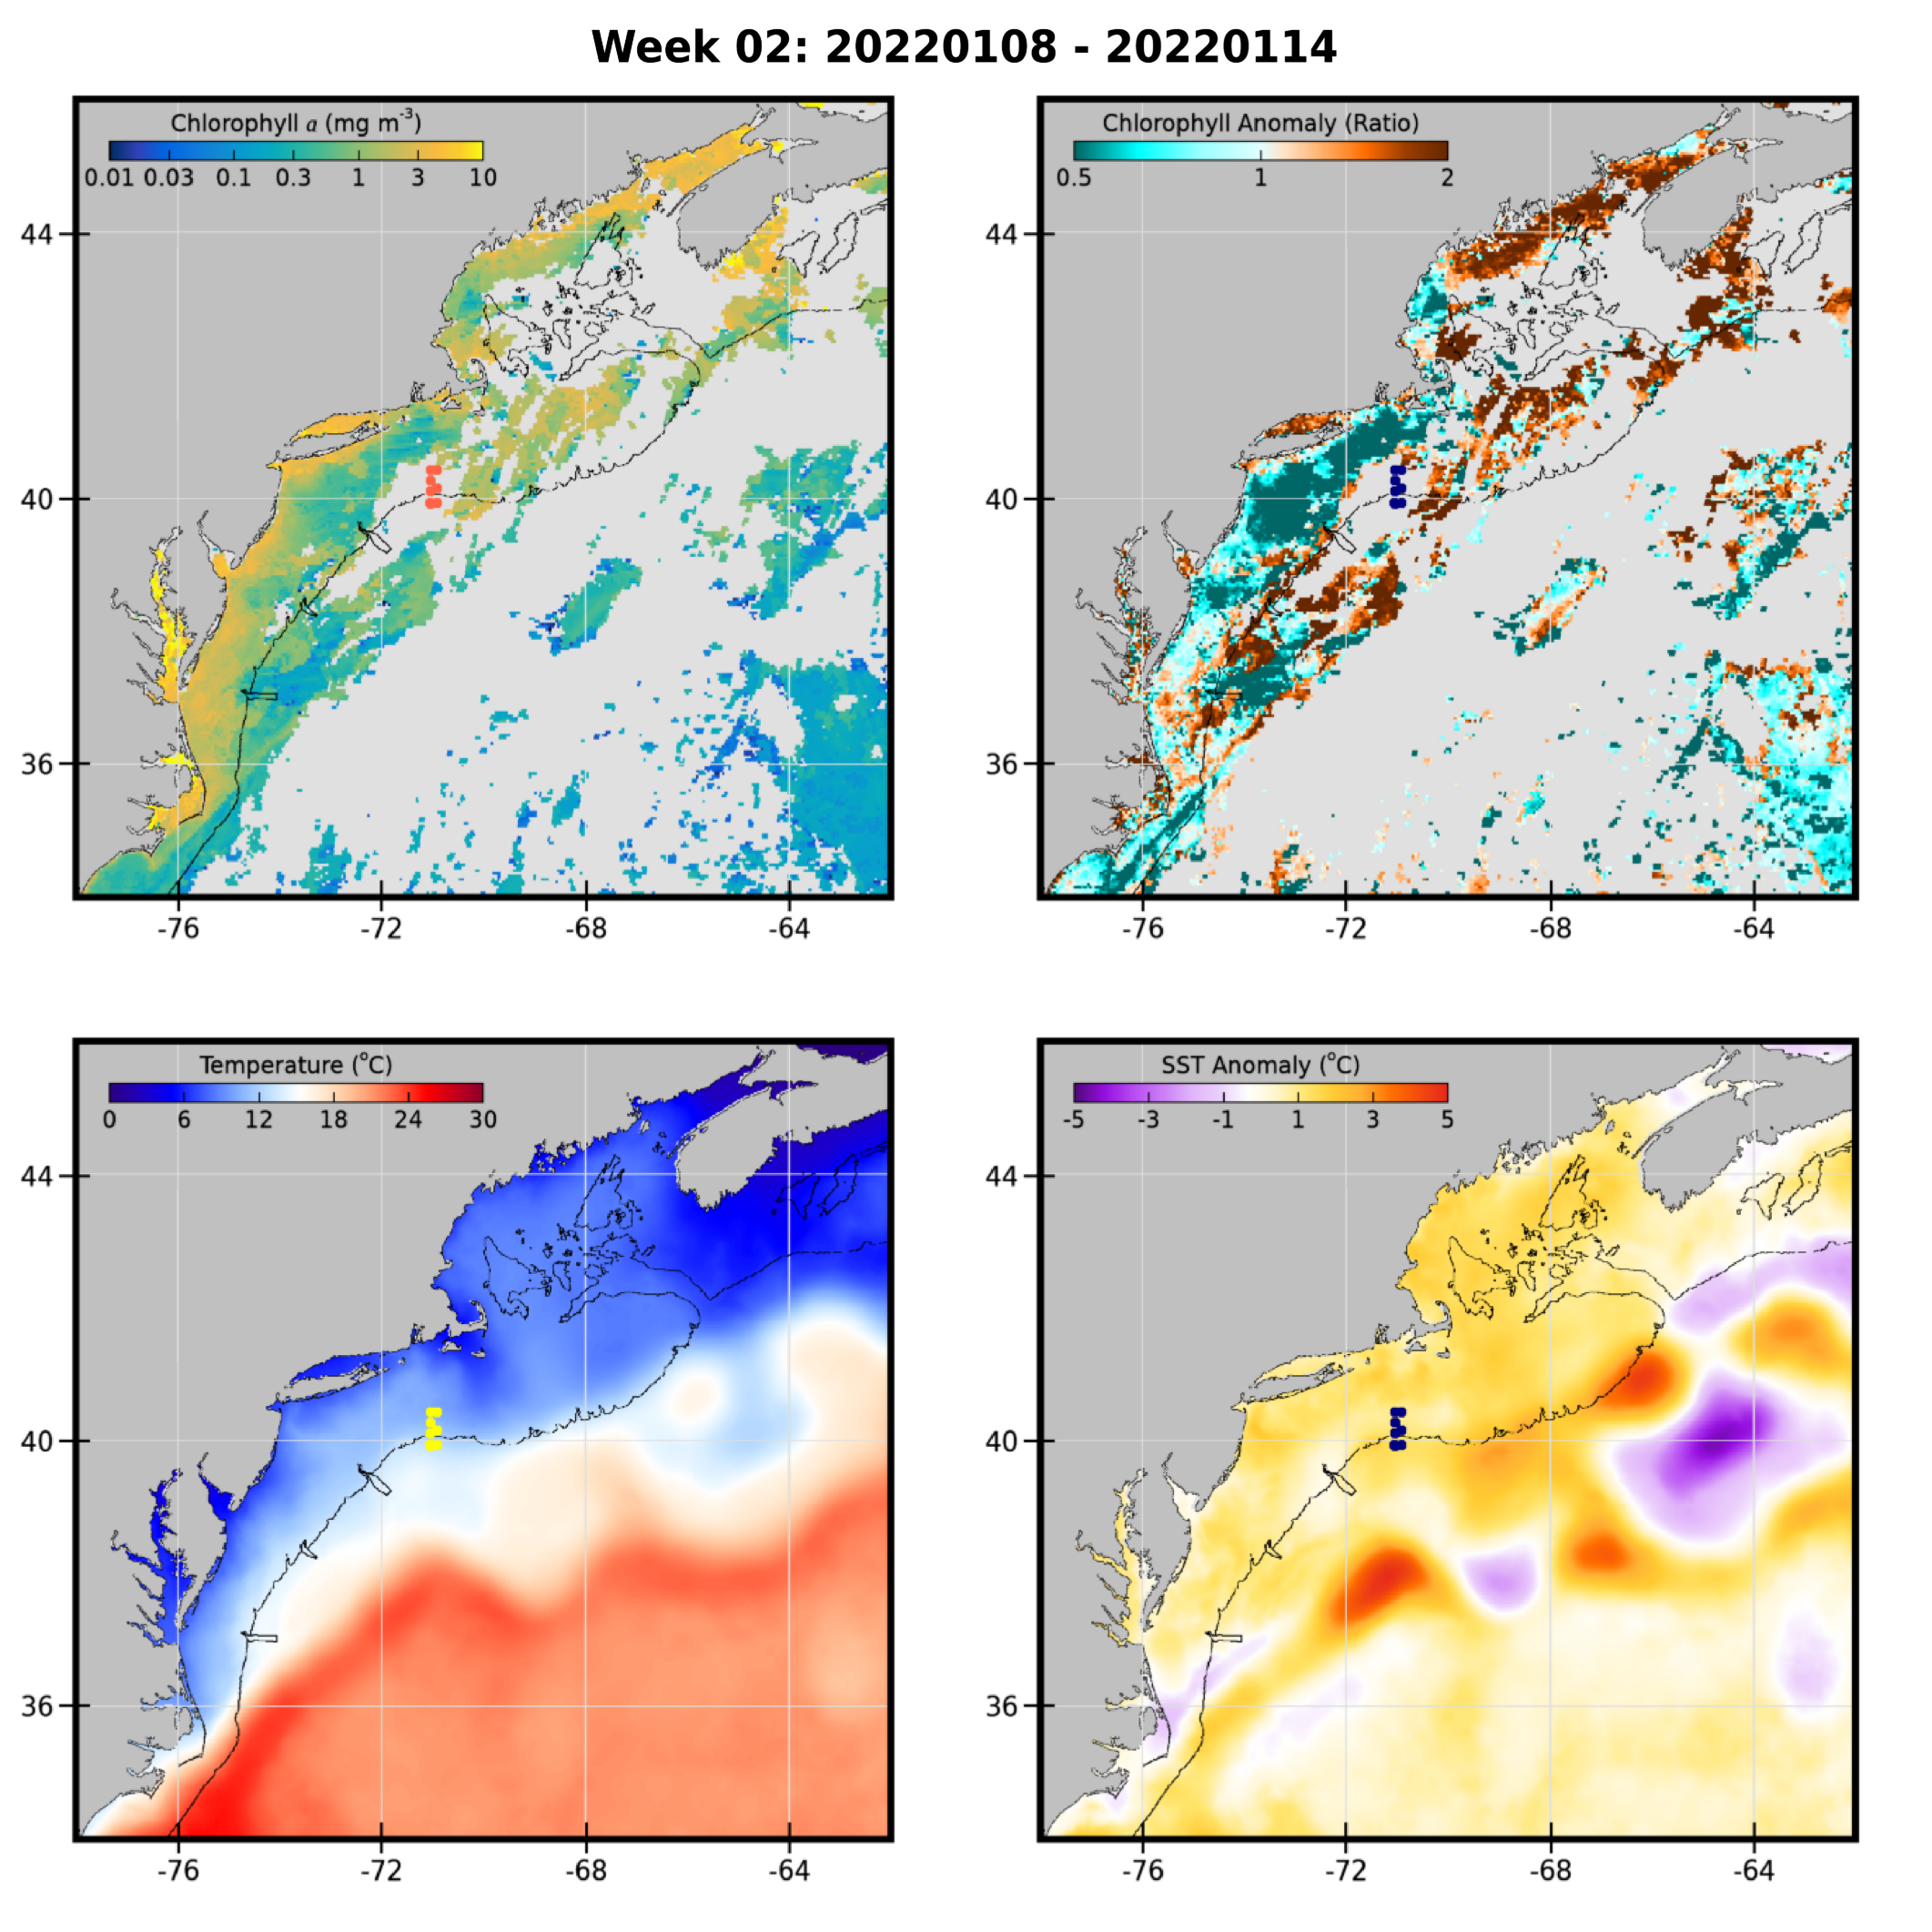 Week 02: 20220108 - 20220114
Chlorophyll a (mg m-3)
0.01 0.03 0.1 0.3 1 3 10
44
40
36
-76 -72 -68 -64
Chlorophyll Anomaly (Ratio)
0.5 1 2
44
40
36
-76 -72 -68 -64
Temperature (oC)
0 6 12 18 24 30
44
40
36
-76 -72 -68 -64
SST Anomaly (oC)
-5 -3 -1 1 3 5
44
40
36
-76 -72 -68 -64